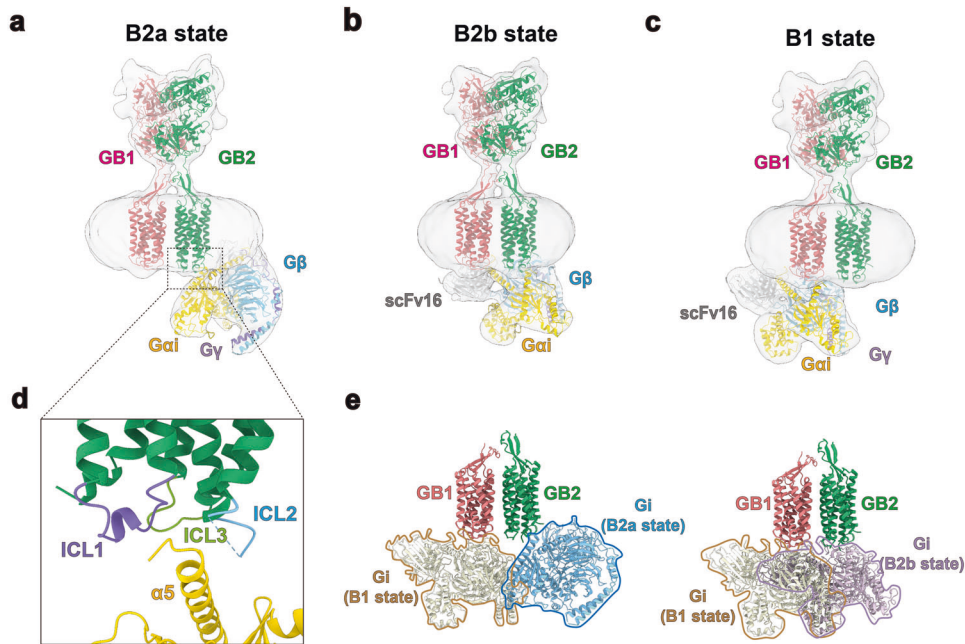 a
B2a state
GB1
GB2
Gβ
Gαi
Gγ
b
B2b state
GB1
GB2
Gβ
scFv16
Gαi
c
B1 state
GB1
GB2
Gβ
scFv16
Gαi
Gγ
d
ICL1
ICL2
ICL3
α5
e
GB1
GB2
Gi
(B2a state)
Gi
(B1 state)
GB1
GB2
Gi
(B2b state)
Gi
(B1 state)